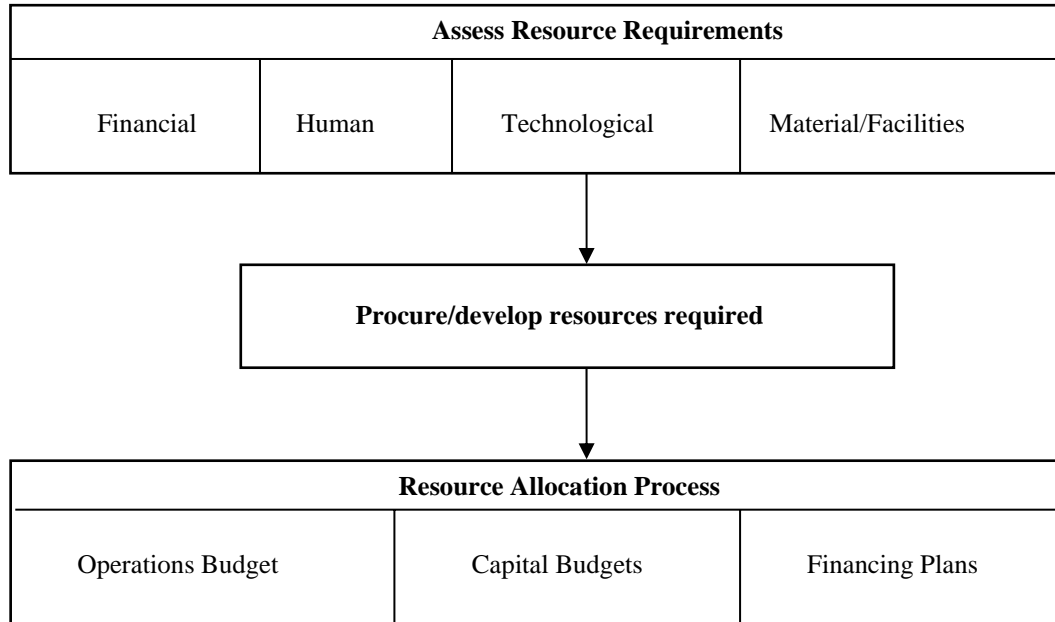 Assess Resource Requirements
Financial Human Technological Material/Facilities
Procure/develop resources required
Resource Allocation Process
Operations Budget Capital Budgets Financing Plans